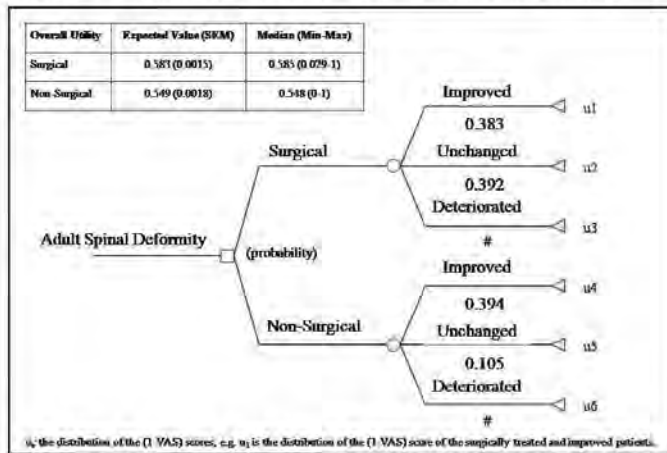 Overall Utility Expected Value (SEM) Median (Min-Max)
Surgical 0.583 (0.0015) 0.585 (0.029-1)
Non-Surgical 0.549 (0.0018) 0.548 (0-1)
Improved
u1
0.383
Surgical
Unchanged
u2
0.392
Deteriorated
u3
#
Adult Spinal Deformity
(probability)
Improved
u4
0.394
Non-Surgical
Unchanged
u5
0.105
Deteriorated
u6
#
the distribution of the (1 VAS) scores, e.g. u1 is the distribution of the (1 VAS) score of the surgically treated and improved patients.